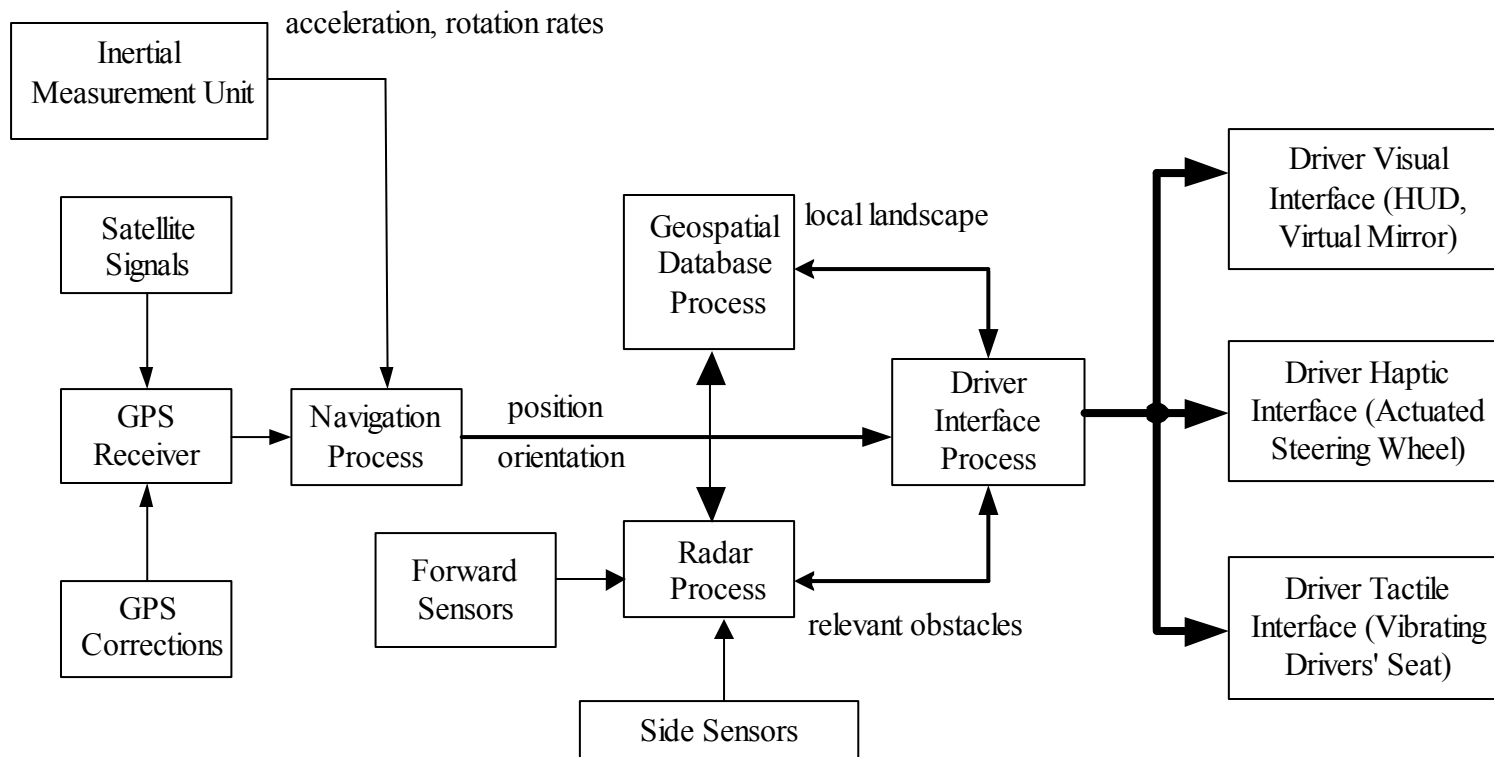 acceleration, rotation rates
Inertial
Measurement Unit
Satellite
Signals
GPS
Receiver
GPS
Corrections
Navigation
Process
position
orientation
Geospatial
Database
Process
local landscape
Forward
Sensors
Radar
Process
relevant obstacles
Side Sensors
Driver
Interface
Process
Driver Visual
Interface (HUD,
Virtual Mirror)
Driver Haptic
Interface (Actuated
Steering Wheel)
Driver Tactile
Interface (Vibrating
Drivers' Seat)